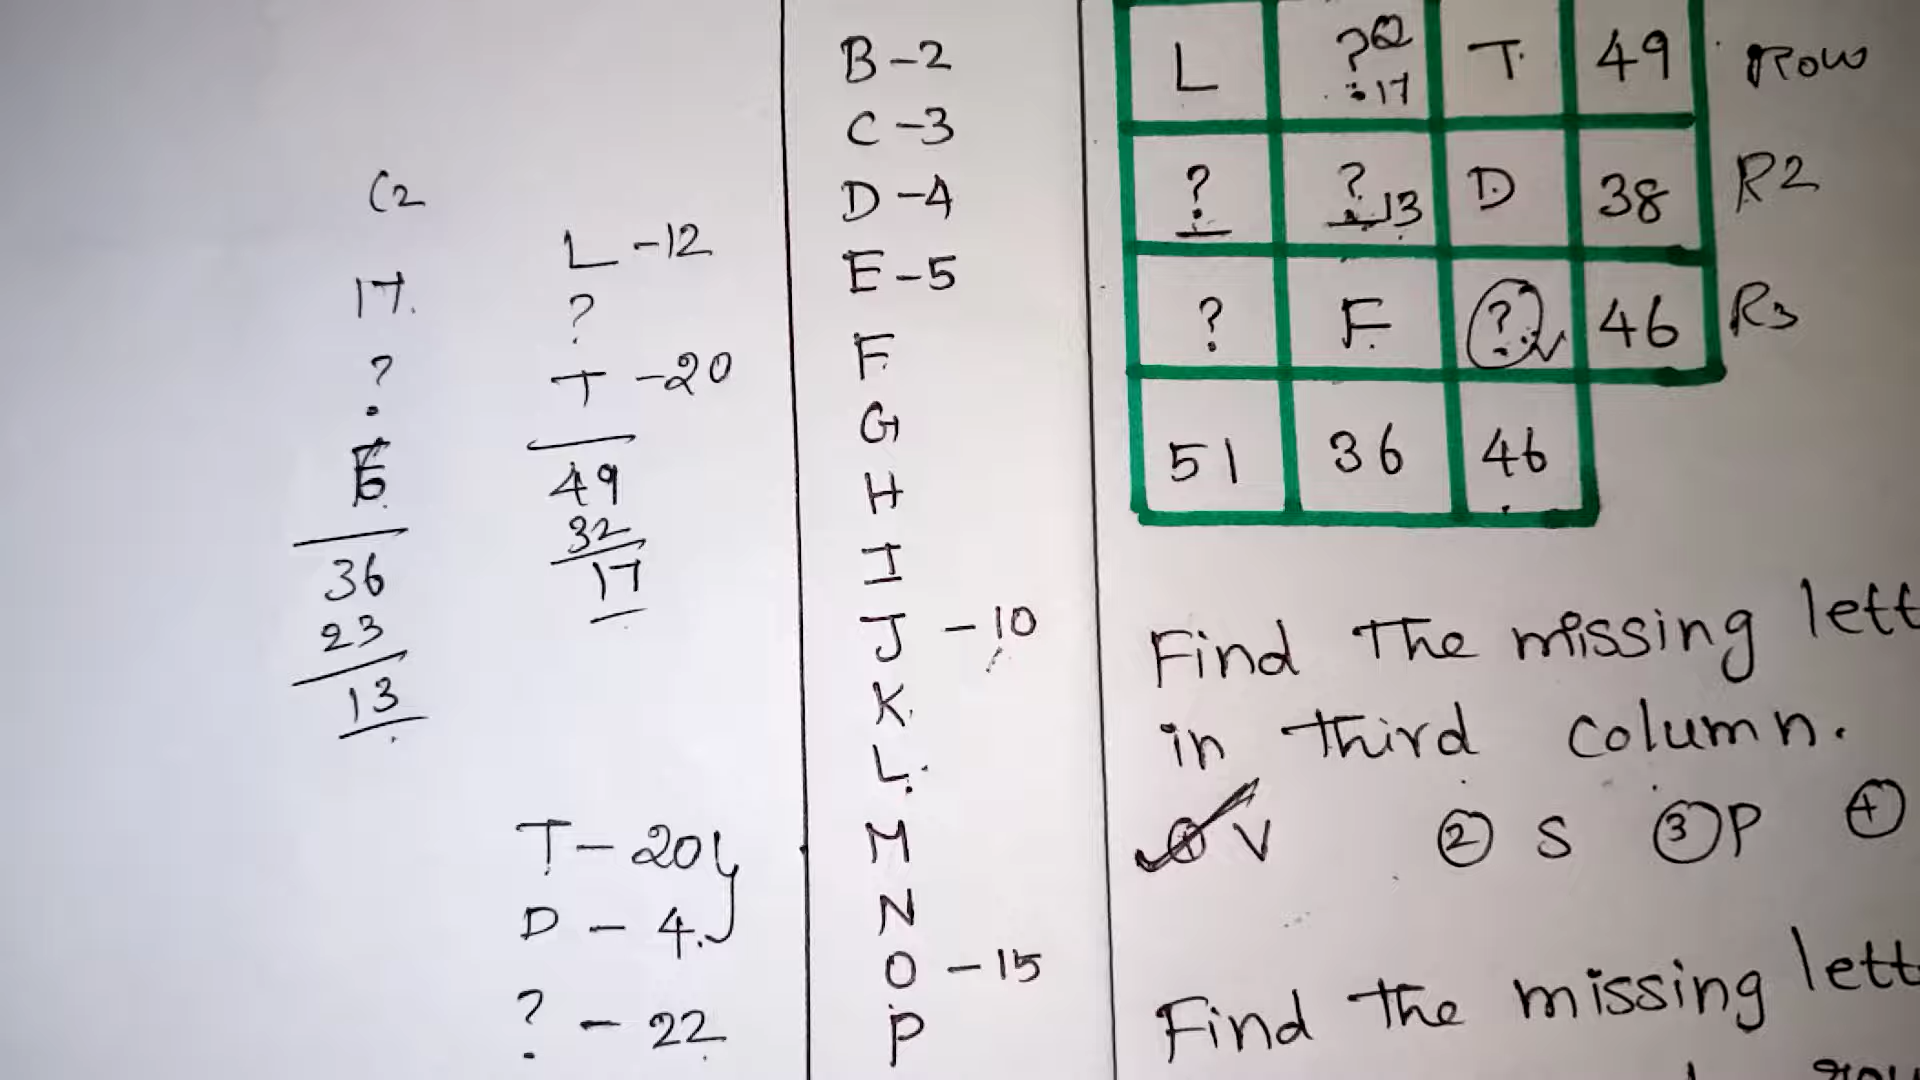 C2
17.
?
6
36
23
13
L - 12
?
T - 20
49
32
17
T - 20
D - 4.
? - 22
B - 2
C - 3
D - 4
E - 5
F
G
H
I
J - 10
K
L
M
N
O - 15
P
L ? Q 17 T 49 Row
? ? 13 D 38 R2
? F ? 46 R3
51 36 46
Find The missing lett
in third column.
① V ② S ③ P ④
Find The missing lett